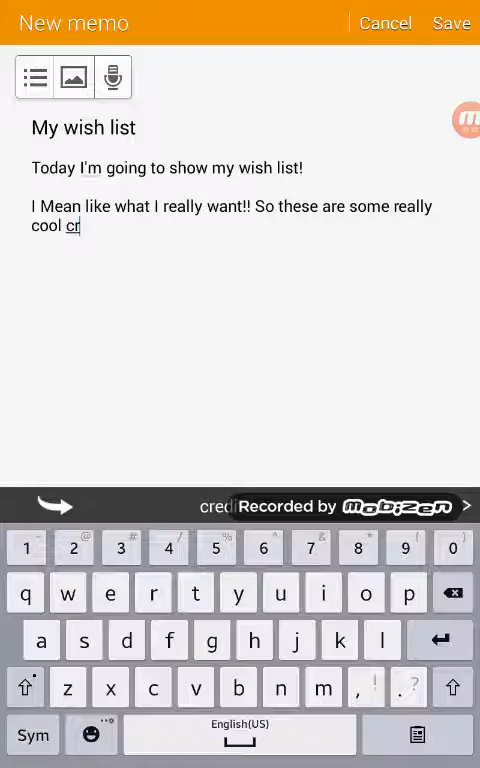 New memo
Cancel
Save
My wish list
Today I'm going to show my wish list!
I Mean like what I really want!! So these are some really
cool cr
Recorded by mobizen >
1 2 3 4 5 6 7 8 9 0
q w e r t y u i o p
a s d f g h j k l
z x c v b n m , ! . ?
English(US)
Sym